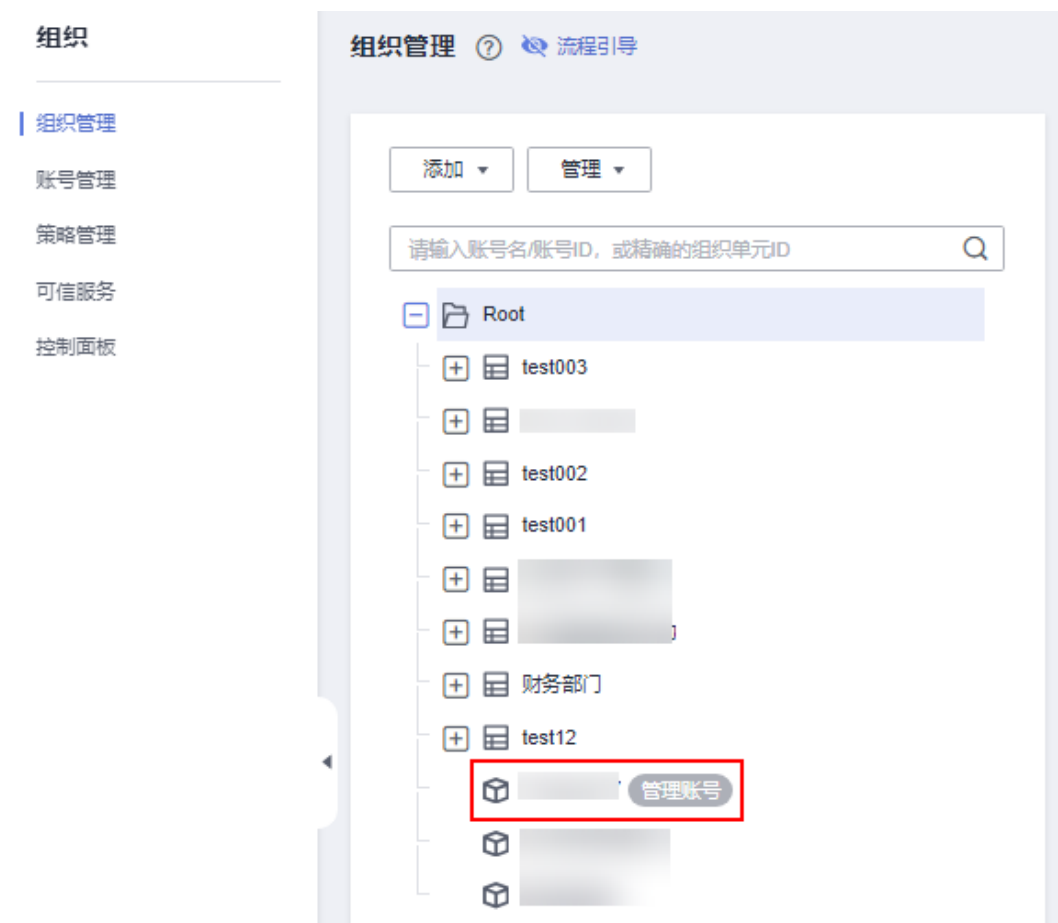 组织
组织管理
账号管理
策略管理
可信服务
控制面板
组织管理 ? 流程引导
添加 管理
请输入账号名/账号ID，或精确的组织单元ID
Root
test003
test002
test001
财务部门
test12
管理账号